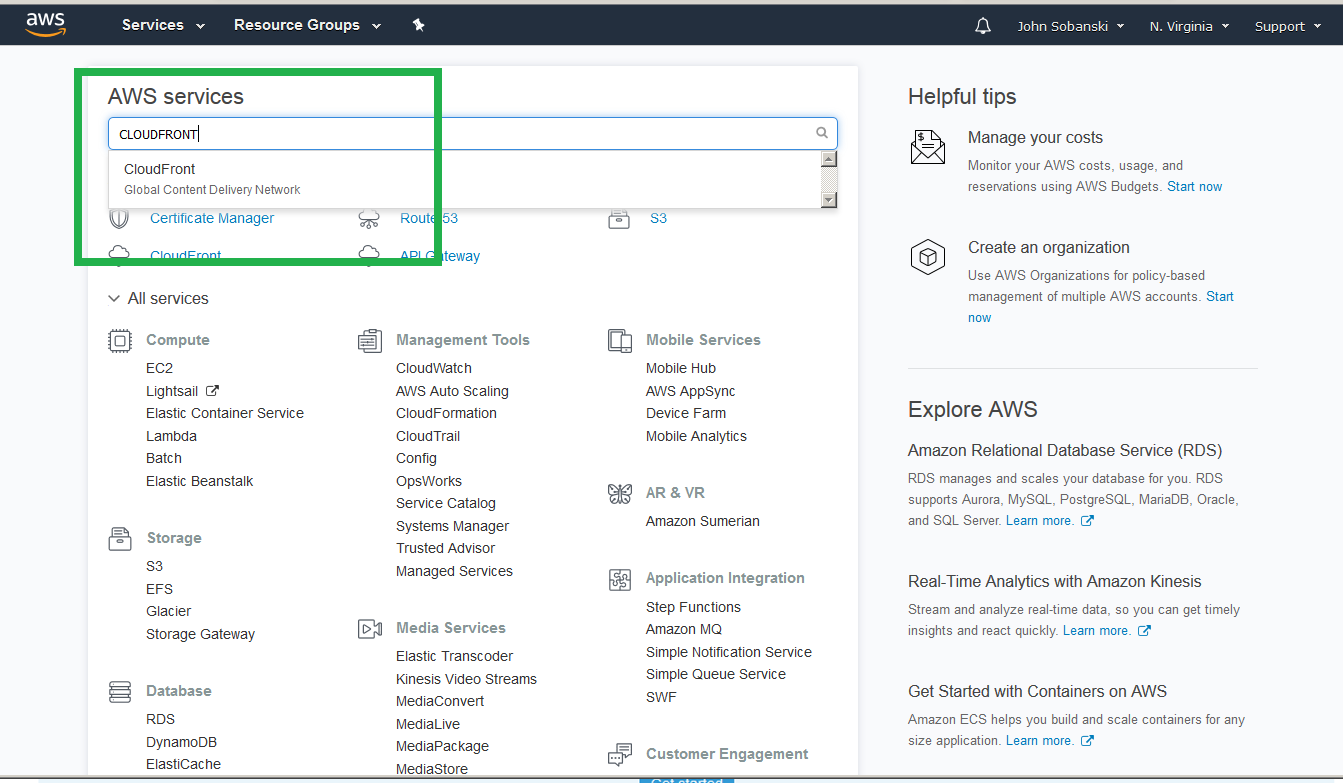 aws
Services
Resource Groups
John Sobanski
N. Virginia
Support
AWS services
CLOUDFRONT
CloudFront
Global Content Delivery Network
Certificate Manager
Route 53
S3
CloudFront
API Gateway
All services
Compute
EC2
Lightsail
Elastic Container Service
Lambda
Batch
Elastic Beanstalk
Storage
S3
EFS
Glacier
Storage Gateway
Database
RDS
DynamoDB
ElastiCache
Management Tools
CloudWatch
AWS Auto Scaling
CloudFormation
CloudTrail
Config
OpsWorks
Service Catalog
Systems Manager
Trusted Advisor
Managed Services
Media Services
Elastic Transcoder
Kinesis Video Streams
MediaConvert
MediaLive
MediaPackage
MediaStore
Mobile Services
Mobile Hub
AWS AppSync
Device Farm
Mobile Analytics
AR & VR
Amazon Sumerian
Application Integration
Step Functions
Amazon MQ
Simple Notification Service
Simple Queue Service
SWF
Customer Engagement
Helpful tips
Manage your costs
Monitor your AWS costs, usage, and
reservations using AWS Budgets. Start now
Create an organization
Use AWS Organizations for policy-based
management of multiple AWS accounts. Start
now
Explore AWS
Amazon Relational Database Service (RDS)
RDS manages and scales your database for you. RDS
supports Aurora, MySQL, PostgreSQL, MariaDB, Oracle,
and SQL Server. Learn more.
Real-Time Analytics with Amazon Kinesis
Stream and analyze real-time data, so you can get timely
insights and react quickly. Learn more.
Get Started with Containers on AWS
Amazon ECS helps you build and scale containers for any
size application. Learn more.